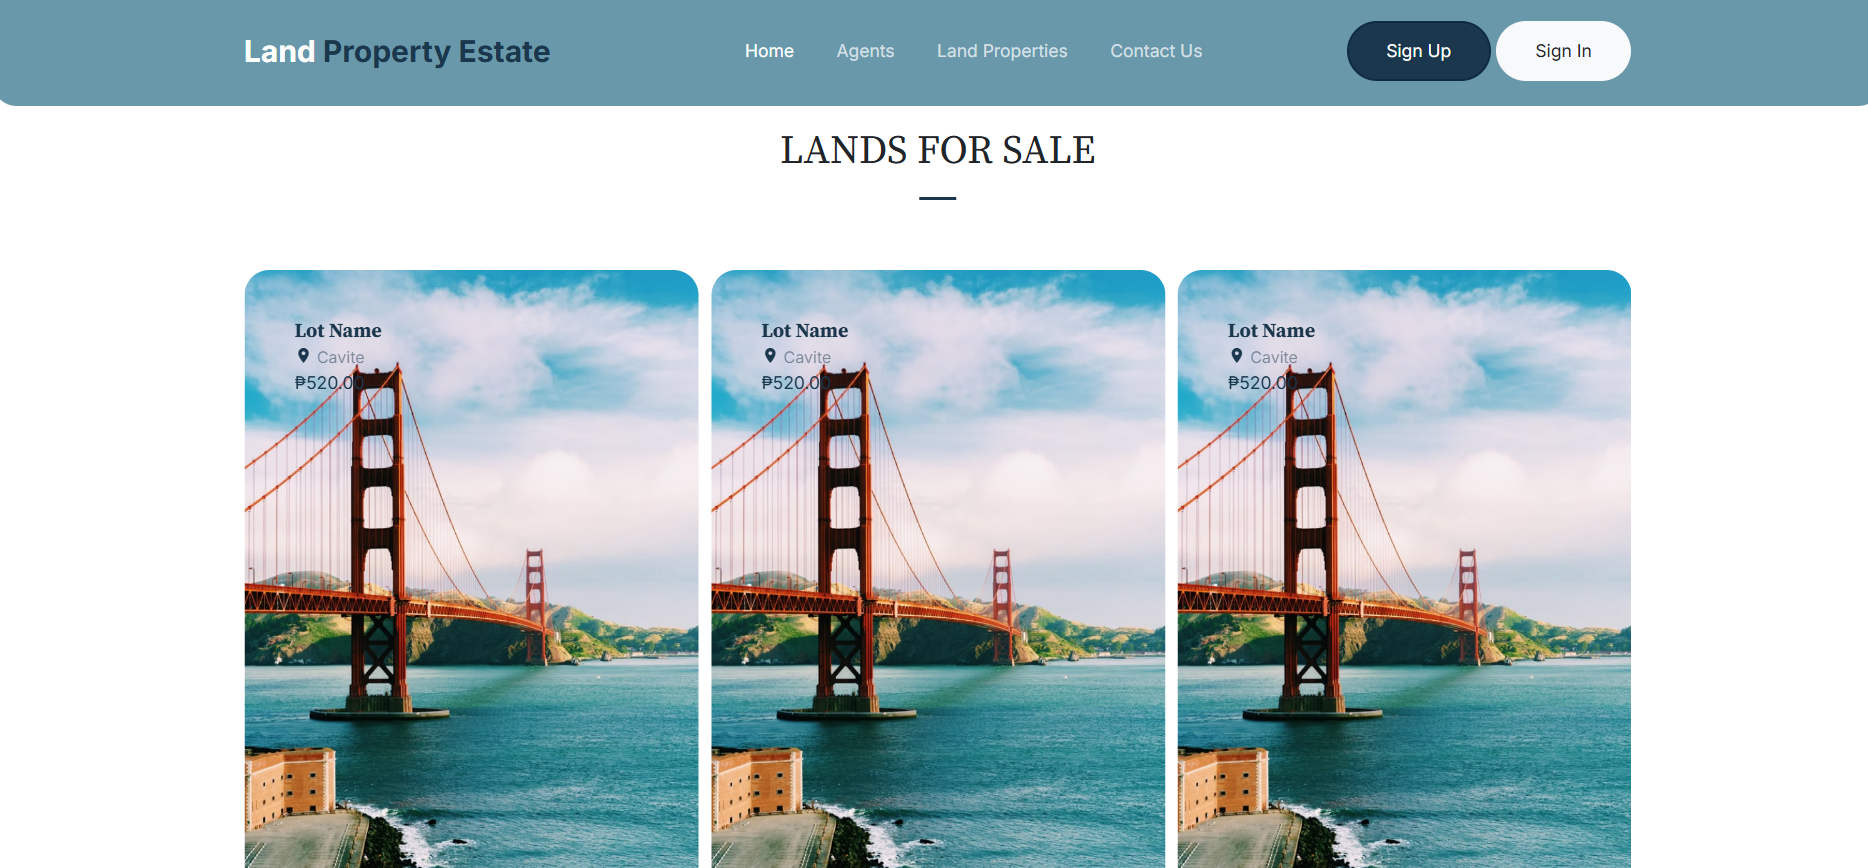 Land Property Estate
Home
Agents
Land Properties
Contact Us
Sign Up
Sign In
LANDS FOR SALE
Lot Name
Cavite
₱520.00
Lot Name
Cavite
₱520.00
Lot Name
Cavite
₱520.00